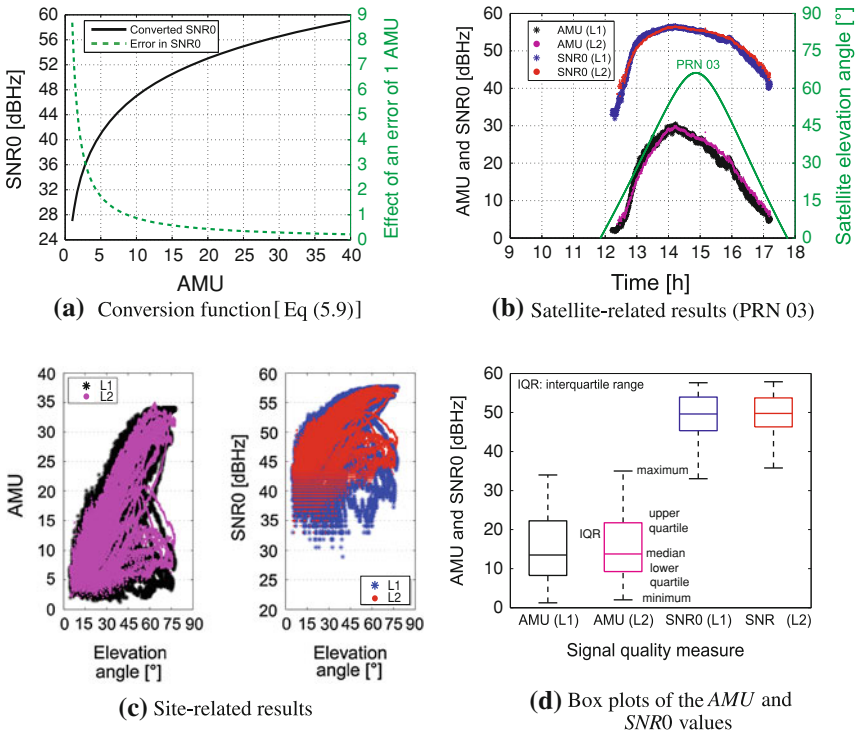 Converted SNR0
Error in SNR0
SNR0 [dBHz]
60
56
52
48
44
40
36
32
28
24
9
8
7
6
5
4
3
2
1
0
Effect of an error of 1 AMU
0 5 10 15 20 25 30 35 40
AMU
(a) Conversion function [ Eq (5.9) ]
AMU (L1)
AMU (L2)
SNR0 (L1)
SNR0 (L2)
PRN 03
AMU and SNR0 [dBHz]
60
50
40
30
20
10
0
90
75
60
45
30
15
0
Satellite elevation angle [°]
9 10 11 12 13 14 15 16 17 18
Time [h]
(b) Satellite-related results (PRN 03)
L1
L2
AMU
40
35
30
25
20
15
10
5
0
0 15 30 45 60 75 90
Elevation
angle [°]
SNR0 [dBHz]
60
55
50
45
40
35
30
25
20
L1
L2
0 15 30 45 60 75 90
Elevation
angle [°]
(c) Site-related results
AMU and SNR0 [dBHz]
60
50
40
30
20
10
0
IQR: interquartile range
maximum
upper
quartile
IQR
median
lower
quartile
minimum
AMU (L1) AMU (L2) SNR0 (L1) SNR (L2)
Signal quality measure
(d) Box plots of the AMU and
SNR0 values